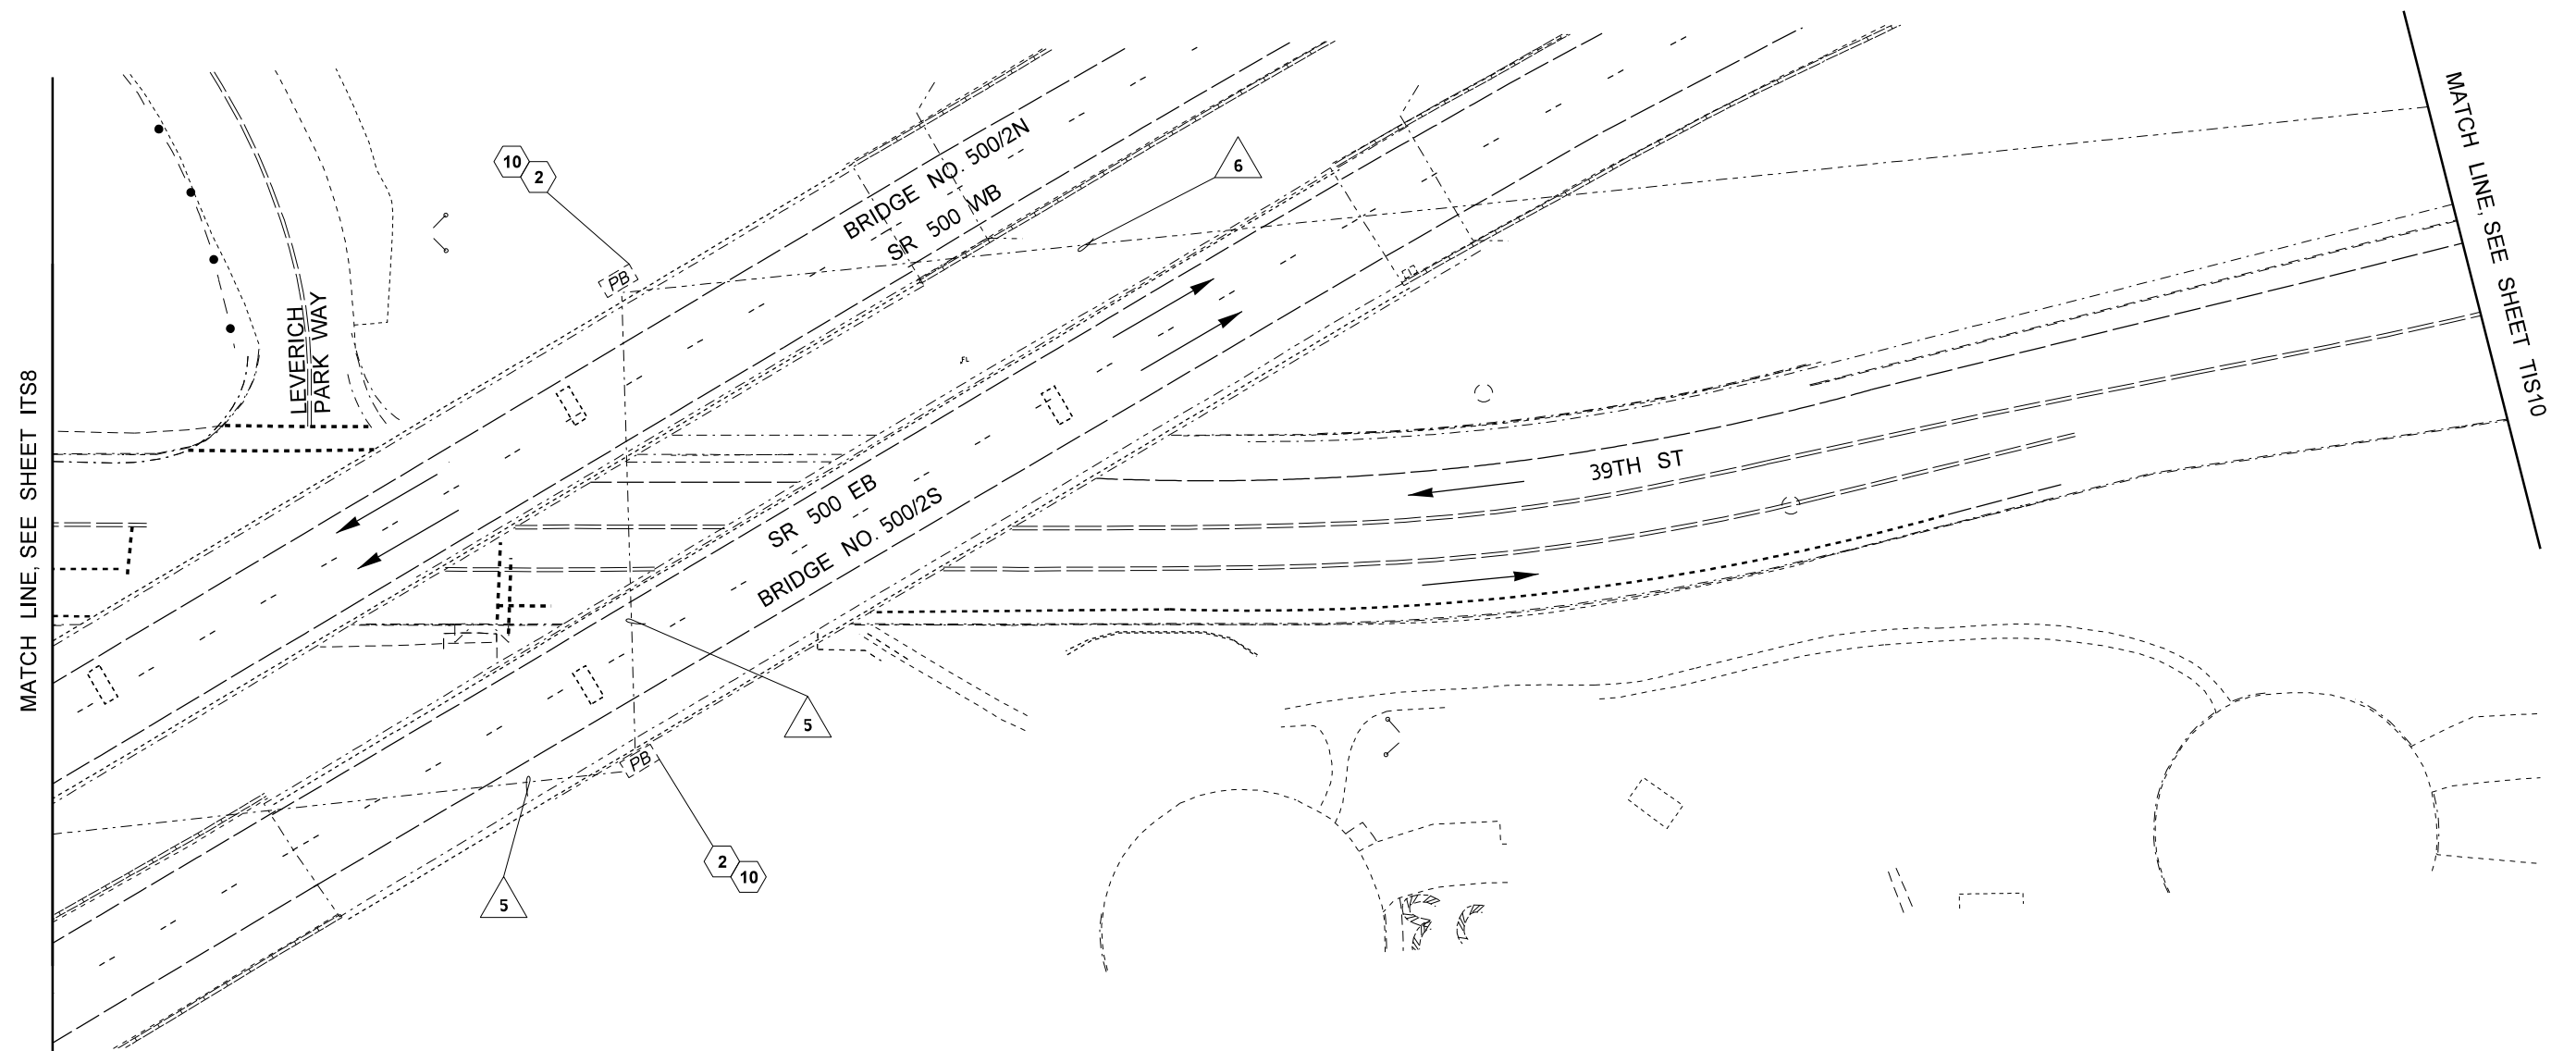 MATCH LINE, SEE SHEET ITS8
LEVERICH
PARK WAY
10
2
PB
BRIDGE NO. 500/2N
SR 500 WB
6
FL
SR 500 EB
BRIDGE NO. 500/2S
39TH ST
5
PB
5
2
10
MATCH LINE, SEE SHEET TIS10